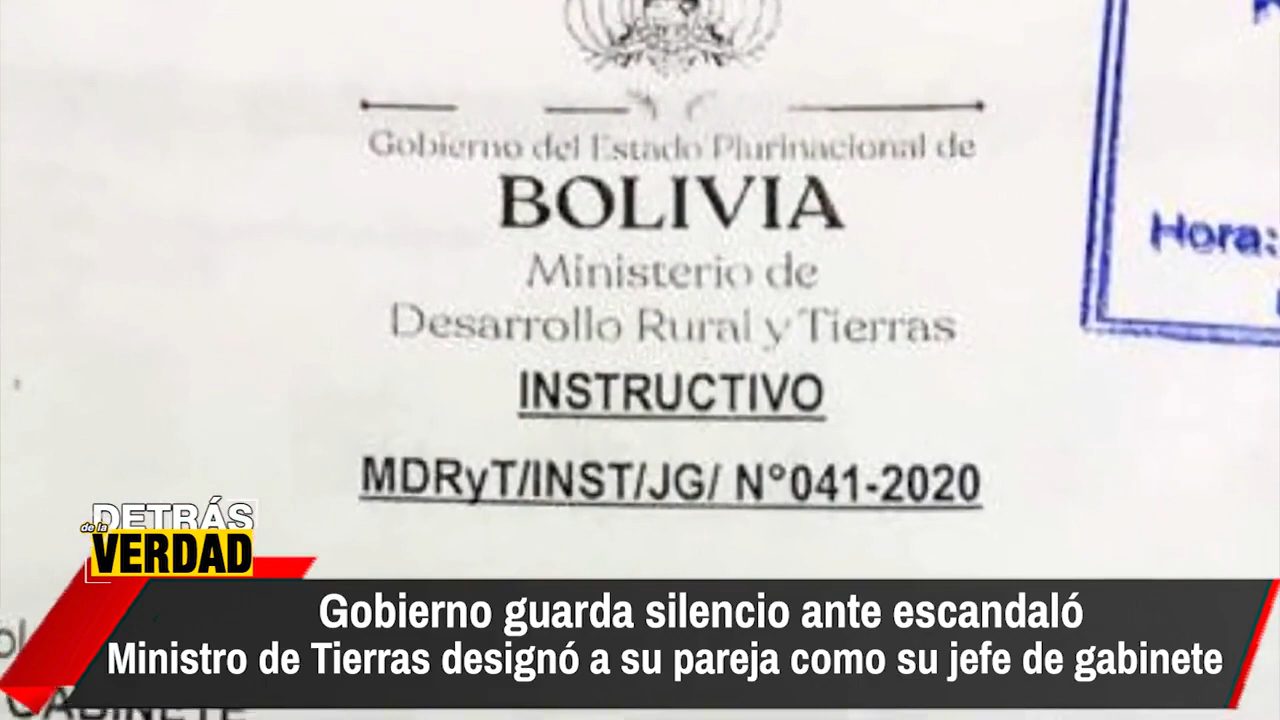 Gobierno del Estado Plurinacional de
BOLIVIA
Ministerio de
Desarrollo Rural y Tierras
INSTRUCTIVO
MDRyT/INST/JG/ N°041-2020
Hora:
DETRÁS
de la
VERDAD
Gobierno guarda silencio ante escandaló
Ministro de Tierras designó a su pareja como su jefe de gabinete